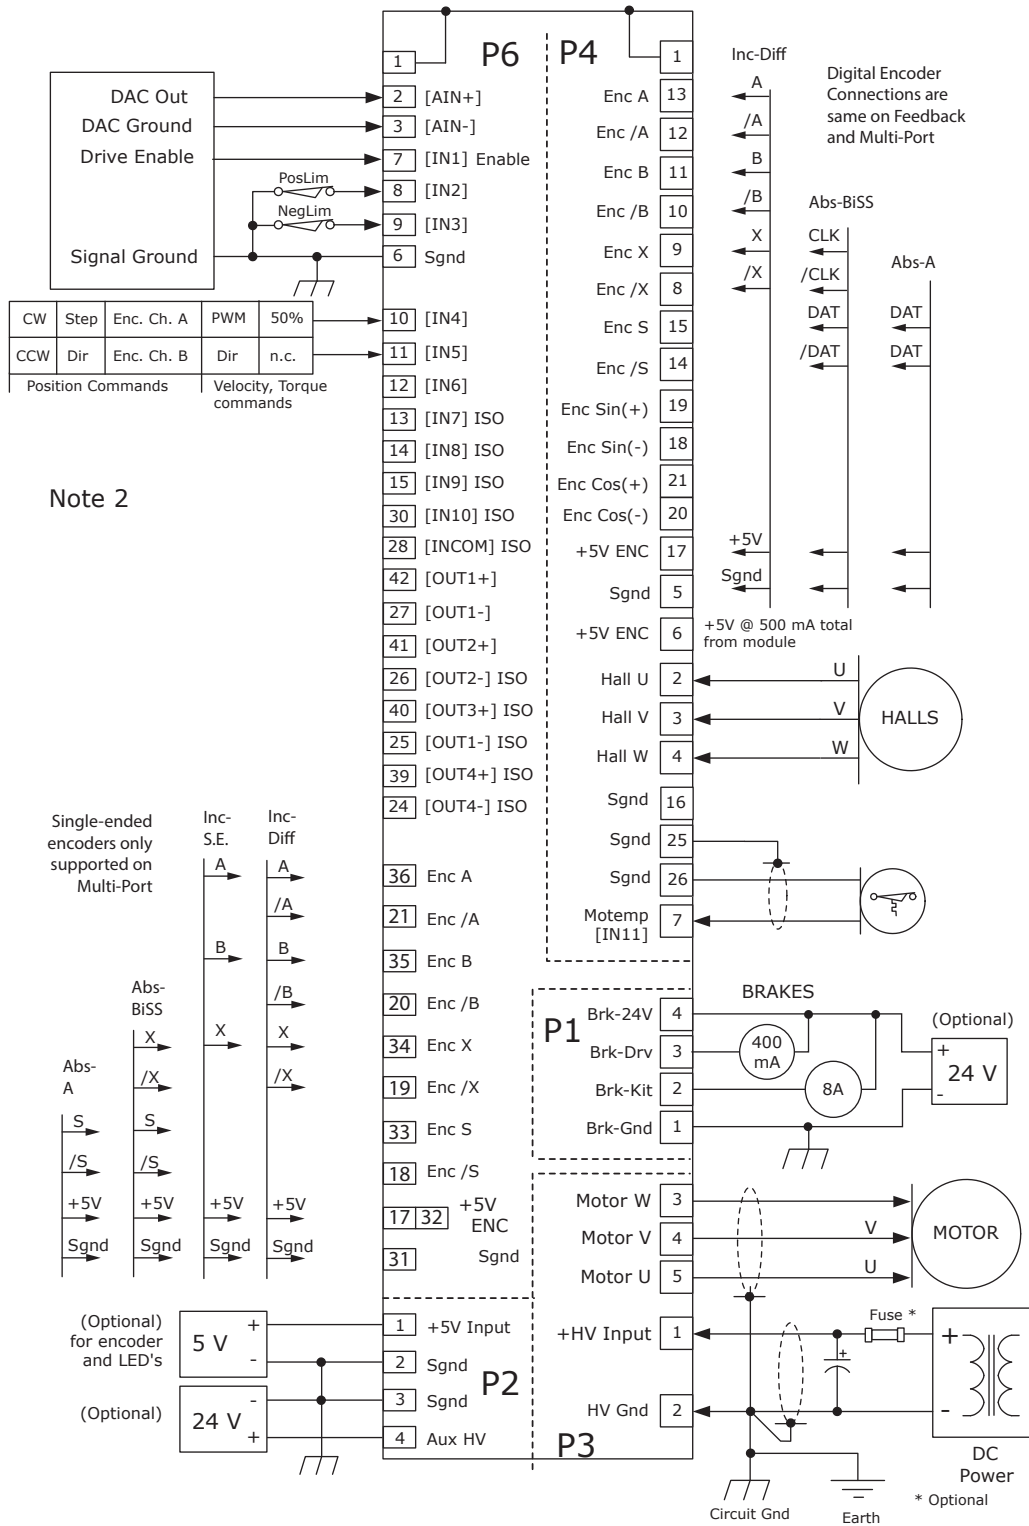 P6
P4
1
2 [AIN+]
3 [AIN-]
7 [IN1] Enable
8 [IN2]
9 [IN3]
6 Sgnd
DAC Out
DAC Ground
Drive Enable
PosLim
NegLim
Signal Ground
CW Step Enc. Ch. A PWM 50%
CCW Dir Enc. Ch. B Dir n.c.
Position Commands
Velocity, Torque
commands
10 [IN4]
11 [IN5]
12 [IN6]
13 [IN7] ISO
14 [IN8] ISO
15 [IN9] ISO
30 [IN10] ISO
28 [INCOM] ISO
42 [OUT1+]
27 [OUT1-]
41 [OUT2+]
26 [OUT2-] ISO
40 [OUT3+] ISO
25 [OUT1-] ISO
39 [OUT4+] ISO
24 [OUT4-] ISO
Note 2
Single-ended
encoders only
supported on
Multi-Port
Inc-
S.E.
Inc-
Diff
Abs-
BiSS
Abs-
A
A
B
X
+5V
Sgnd
A
/A
B
/B
X
/X
+5V
Sgnd
X
/X
S
/S
+5V
Sgnd
S
/S
+5V
Sgnd
36 Enc A
21 Enc /A
35 Enc B
20 Enc /B
34 Enc X
19 Enc /X
33 Enc S
18 Enc /S
17 32 +5V
ENC
31 Sgnd
(Optional)
for encoder
and LED's
5 V
+
-
(Optional)
24 V
-
+
1 +5V Input
2 Sgnd
3 Sgnd
4 Aux HV
P2
1
Enc A 13
Enc /A 12
Enc B 11
Enc /B 10
Enc X 9
Enc /X 8
Enc S 15
Enc /S 14
Enc Sin(+) 19
Enc Sin(-) 18
Enc Cos(+) 21
Enc Cos(-) 20
+5V ENC 17
Sgnd 5
+5V ENC 6
Hall U 2
Hall V 3
Hall W 4
Sgnd 16
Sgnd 25
Sgnd 26
Motemp
[IN11]
7
Inc-Diff
A
/A
B
/B
X
/X
+5V
Sgnd
Digital Encoder
Connections are
same on Feedback
and Multi-Port
Abs-BiSS
CLK
/CLK
DAT
/DAT
Abs-A
DAT
DAT
+5V @ 500 mA total
from module
U
V
W
HALLS
P1
Brk-24V 4
Brk-Drv 3
Brk-Kit 2
Brk-Gnd 1
BRAKES
400
mA
8A
(Optional)
+
24 V
-
Motor W 3
Motor V 4
Motor U 5
V
U
MOTOR
+HV Input 1
HV Gnd 2
P3
Fuse *
+
+
-
DC
Power
* Optional
Circuit Gnd
Earth